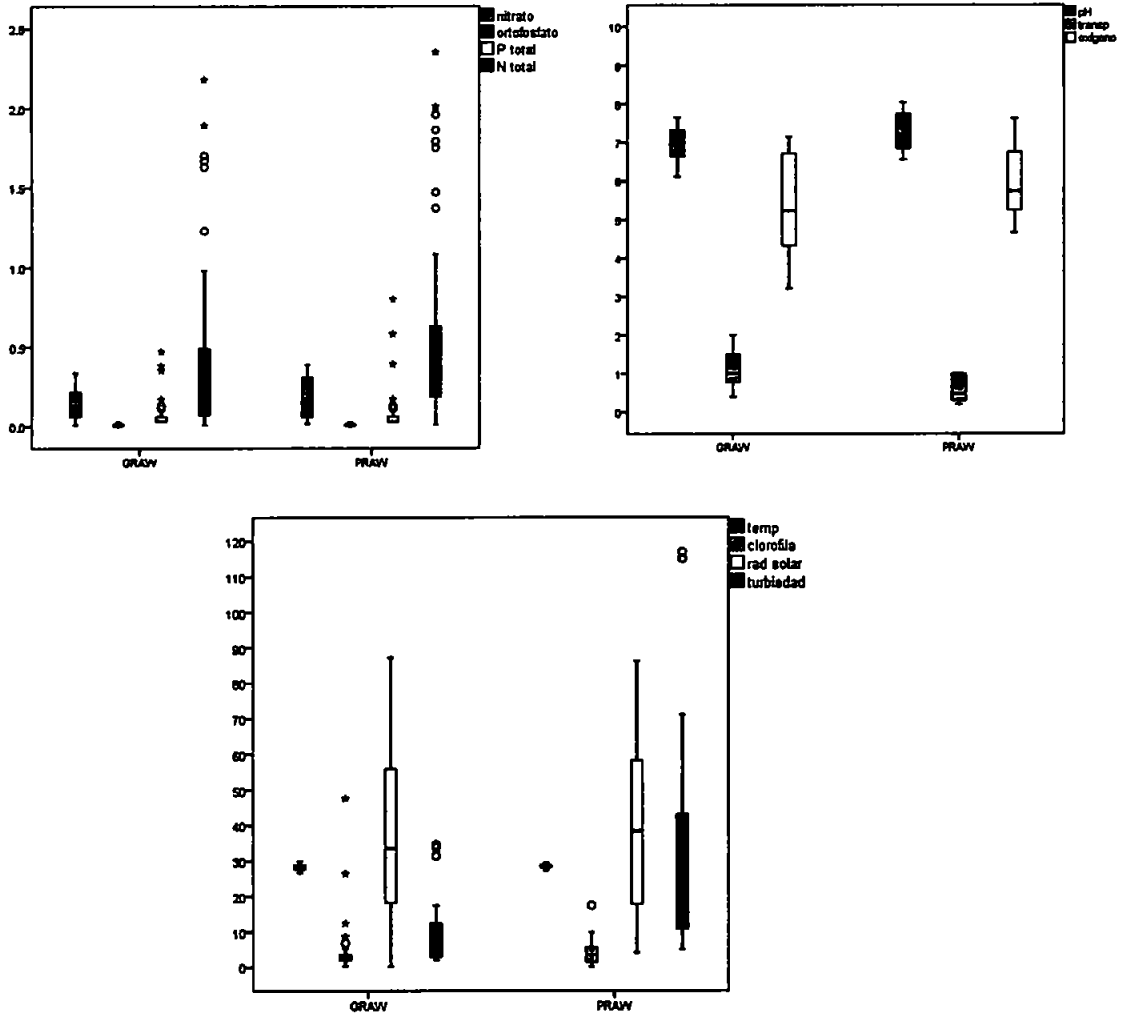 nitrato
ortofosfato
P total
N total
2.5
2.0
1.5
1.0
0.5
0.0
GRAW
PRAW
pH
transp
oxígeno
10
9
8
7
6
5
4
3
2
1
0
GRAW
PRAW
temp
clorofila
rad solar
turbiedad
120
110
100
90
80
70
60
50
40
30
20
10
0
GRAW
PRAW